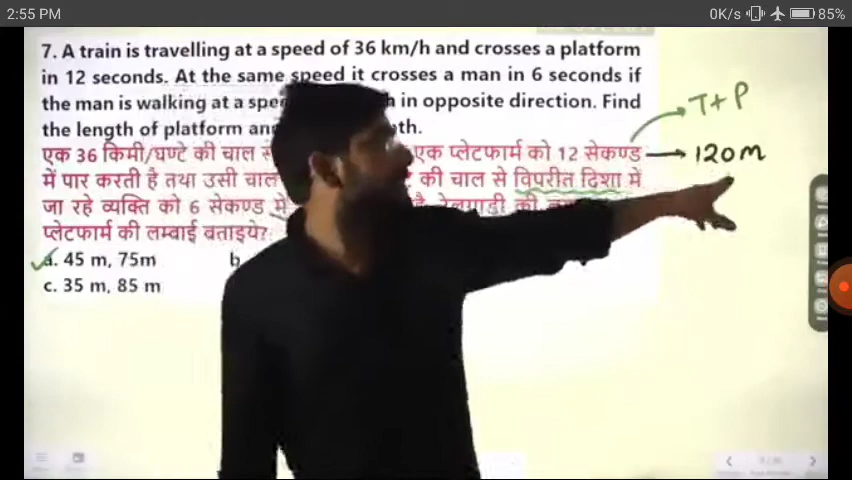 2:55 PM
0K/s 85%
7. A train is travelling at a speed of 36 km/h and crosses a platform
in 12 seconds. At the same speed it crosses a man in 6 seconds if
the man is walking at a in opposite direction. Find
the length of platform
एक 36 किमी/घण्टे की चाल एक प्लेटफार्म को 12 सेकण्ड
में पार करती है तथा उसी चाल की चाल से विपरीत दिशा में
जा रहे व्यक्ति को 6 सेकण्ड में रेलगाड़ी की
प्लेटफार्म की लम्बाई बताइये?
a. 45 m, 75m b.
c. 35 m, 85 m
T+P
120m